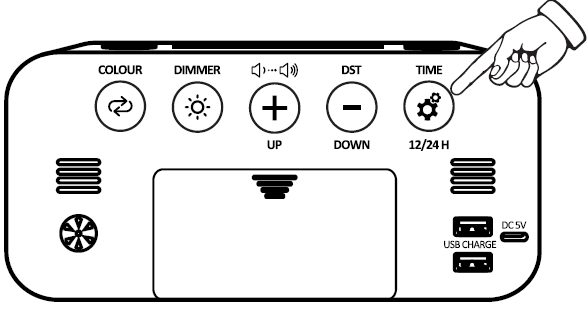 COLOUR DIMMER DST TIME
UP DOWN 12/24 H
DC 5V
USB CHARGE